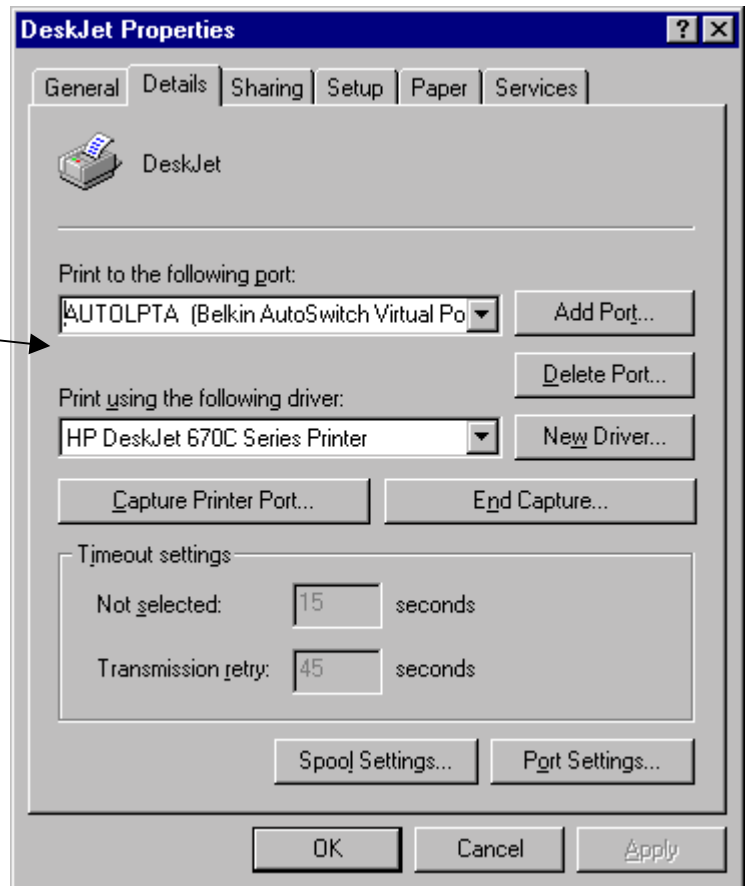 DeskJet Properties
General Details Sharing Setup Paper Services
DeskJet
Print to the following port:
AUTOLPTA (Belkin AutoSwitch Virtual Po
Add Port...
Delete Port...
Print using the following driver:
HP DeskJet 670C Series Printer
New Driver...
Capture Printer Port...
End Capture...
Timeout settings
Not selected: 15 seconds
Transmission retry: 45 seconds
Spool Settings...
Port Settings...
OK Cancel Apply